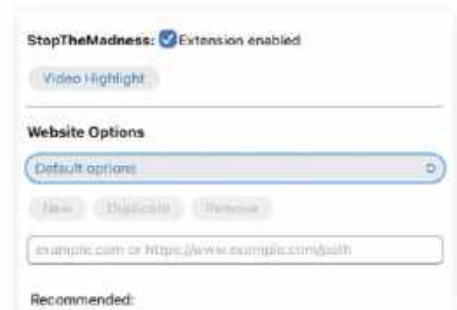 StopTheMadness: Extension enabled
Video Highlight
Website Options
Default options
New Duplicate Remove
example.com or https://www.example.com/path
Recommended: